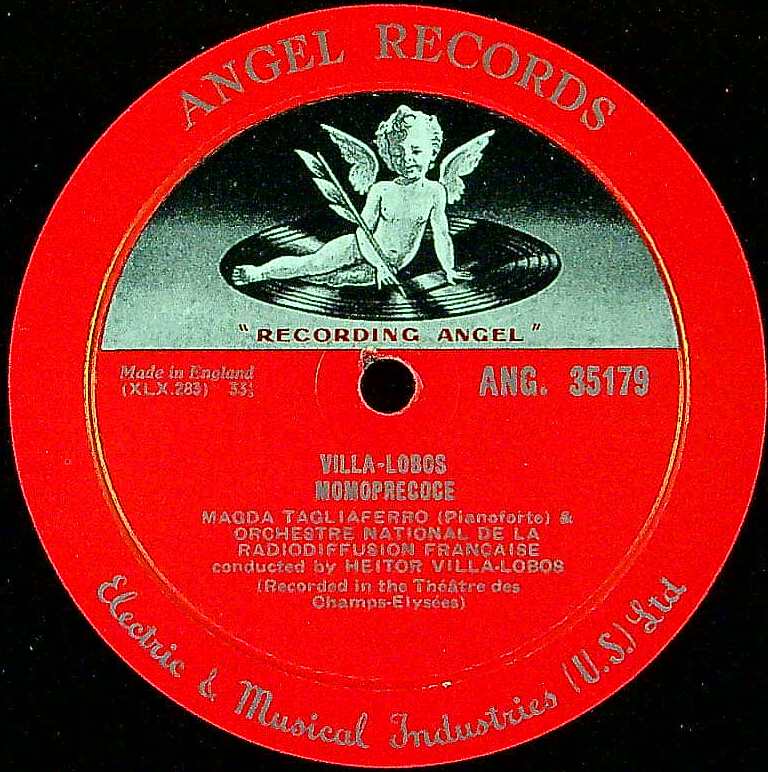 ANGEL RECORDS
"RECORDING ANGEL"
Made in England
(XLX.283) 33⅓
ANG. 35179
VILLA-LOBOS
MOMOPRECOCE
MAGDA TAGLIAFERRO (Pianoforte) &
ORCHESTRE NATIONAL DE LA
RADIODIFFUSION FRANÇAISE
conducted by HEITOR VILLA-LOBOS
(Recorded in the Théâtre des
Champs-Elysées)
Electric & Musical Industries (U.S.) Ltd